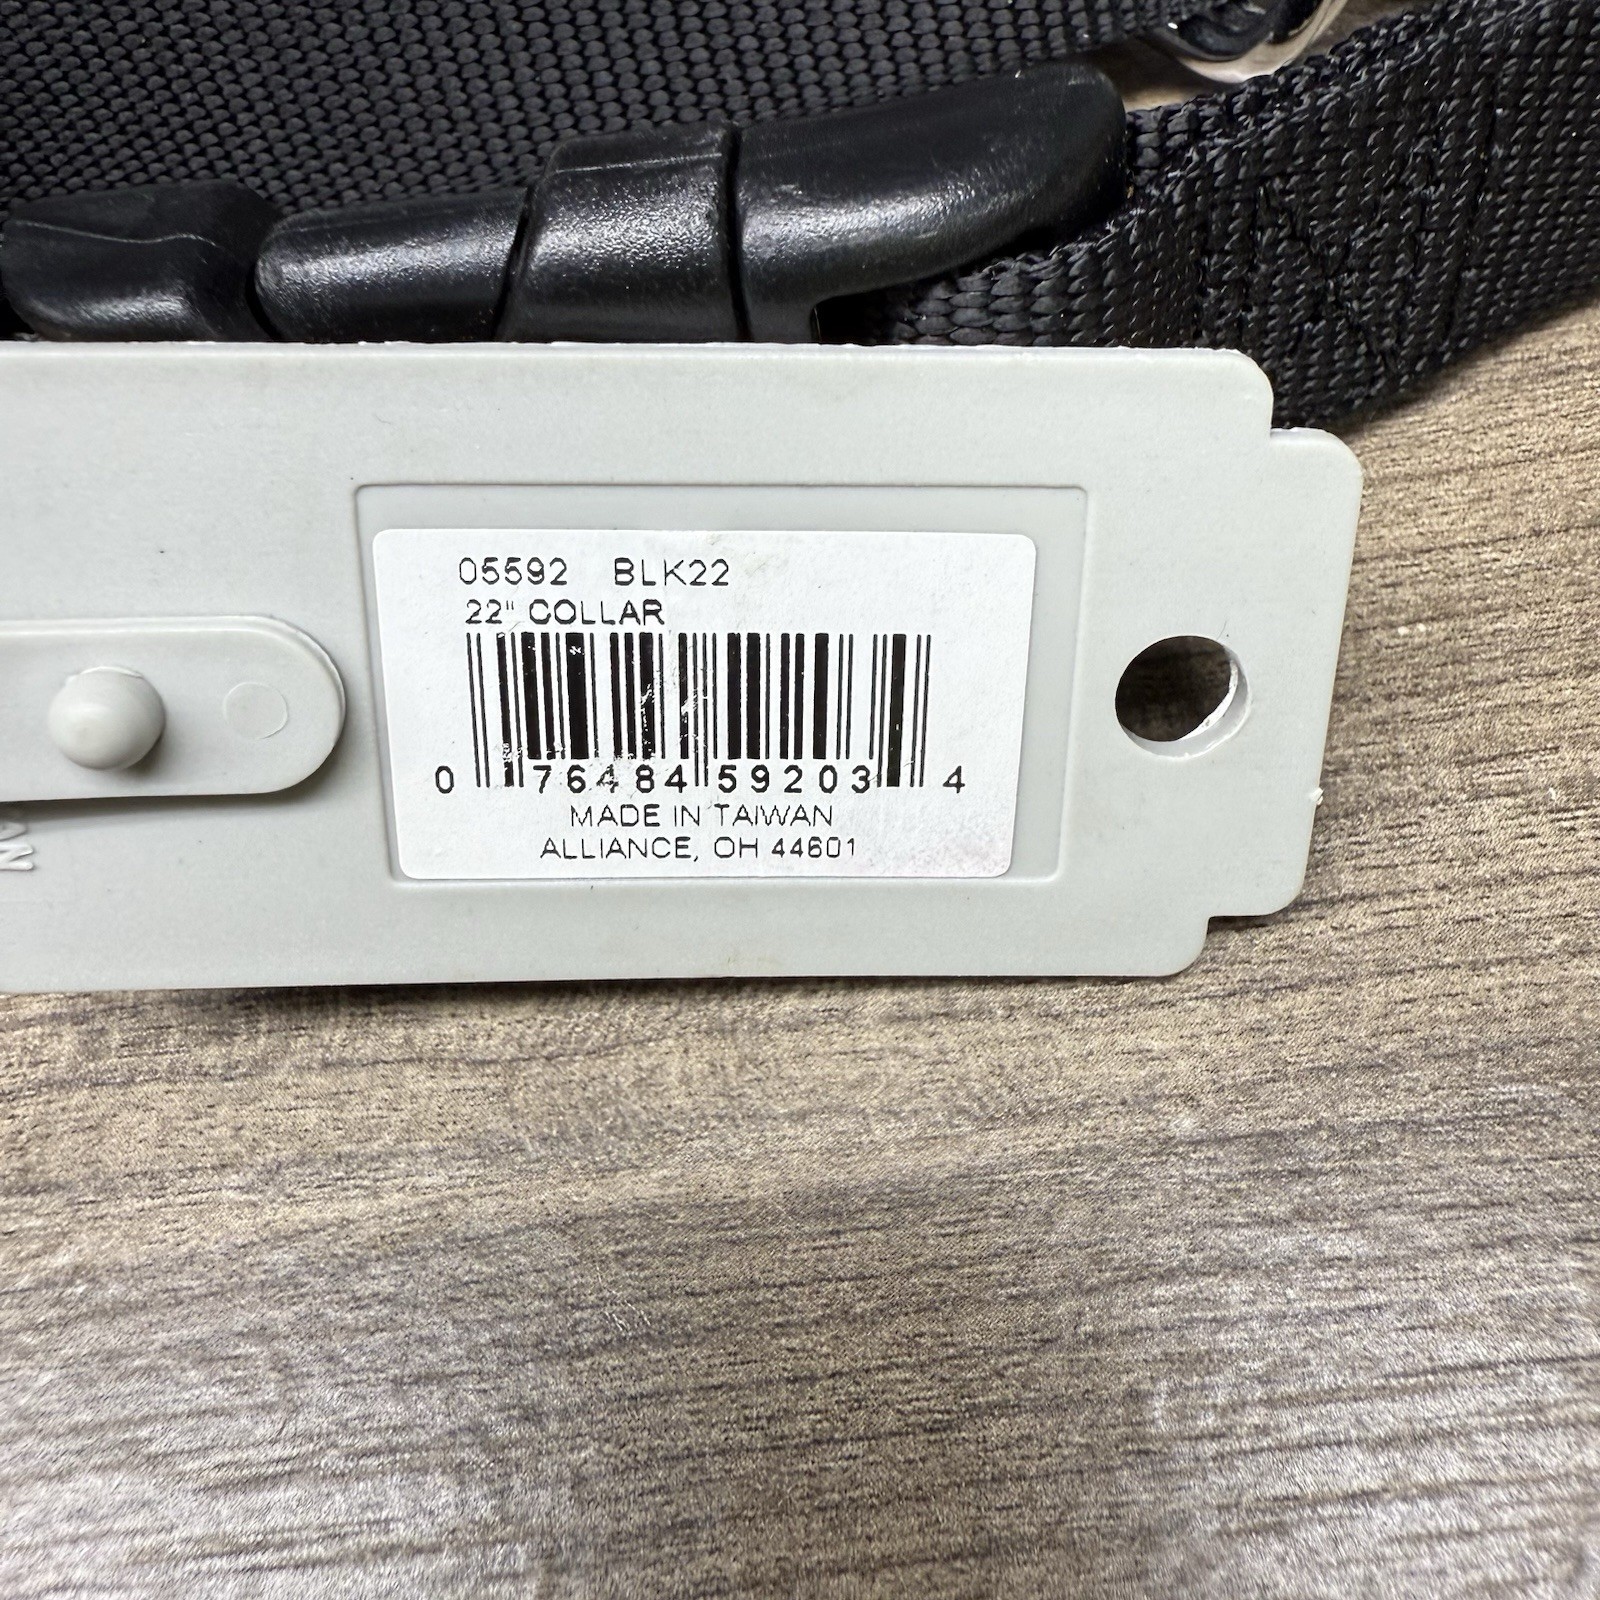 05592 BLK22
22" COLLAR
0 76484 59203 4
MADE IN TAIWAN
ALLIANCE, OH 44601